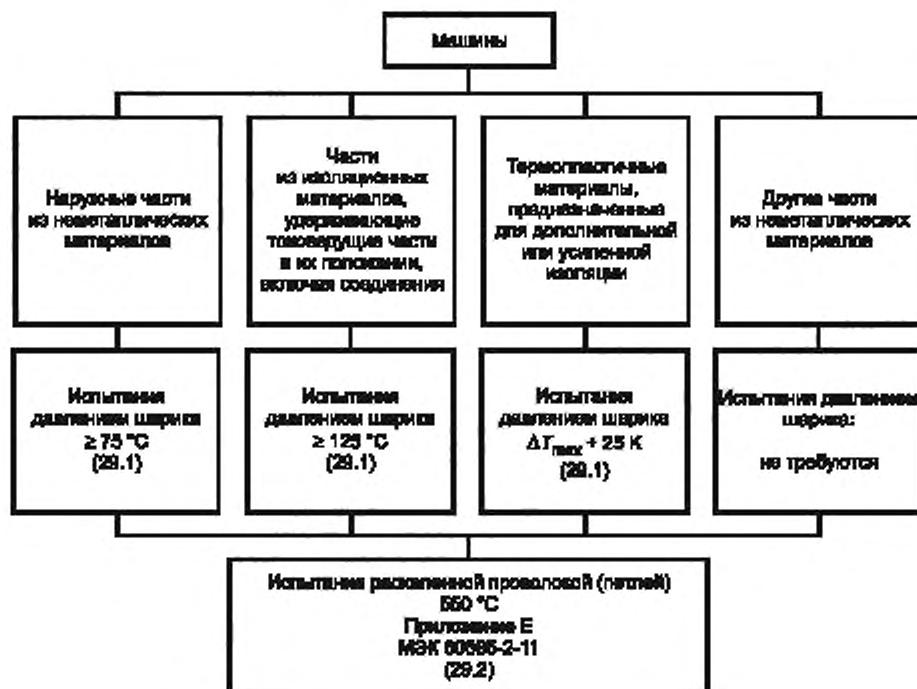 Машины
Наружные части
из неметаллических
материалов
Части
из изоляционных
материалов,
удерживающие
токоведущие части
в их положении,
включая соединения
Термопластичные
материалы,
предназначенные
для дополнительной
или усиленной
изоляции
Другие части
из неметаллических
материалов
Испытания
давлением шарика
≥ 75 °C
(29.1)
Испытания
давлением шарика
≥ 125 °C
(29.1)
Испытания
давлением шарика
ΔTmax + 25 K
(29.1)
Испытания давлением
шарика:
не требуются
Испытания раскаленной проволокой (петлей)
550 °C
Приложение E
МЭК 60695-2-11
(29.2)